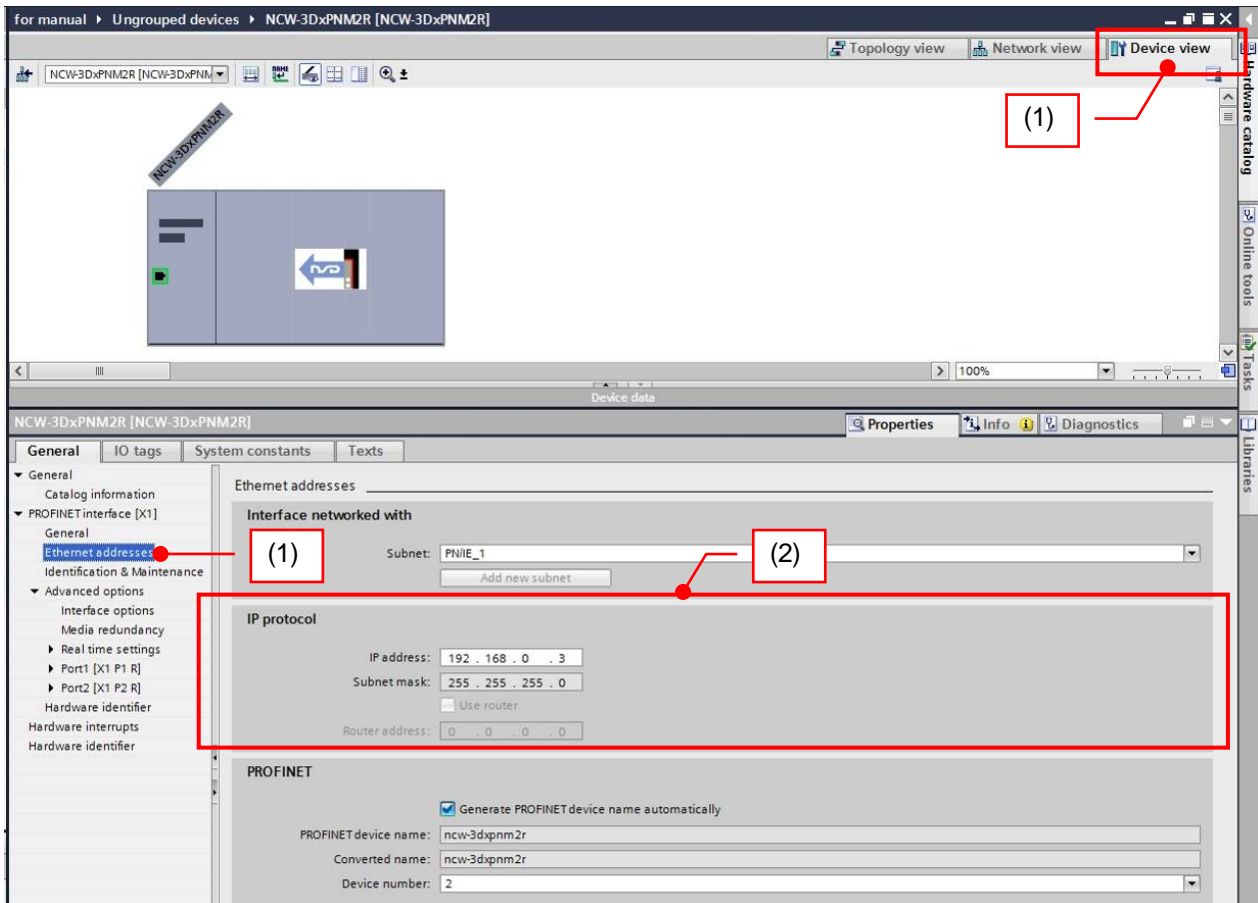 for manual ▸ Ungrouped devices ▸ NCW-3DxPNM2R [NCW-3DxPNM2R]
Topology view Network view Device view
NCW-3DxPNM2R [NCW-3DxPNM
(1)
NCW-3DxPNM2R
NSD
100%
Device data
Hardware catalog
Online tools
Tasks
Libraries
NCW-3DxPNM2R [NCW-3DxPNM2R]
Properties Info Diagnostics
General IO tags System constants Texts
General
Catalog information
PROFINET interface [X1]
General
Ethernet addresses
Identification & Maintenance
Advanced options
Interface options
Media redundancy
Real time settings
Port1 [X1 P1 R]
Port2 [X1 P2 R]
Hardware identifier
Hardware interrupts
Hardware identifier
(1)
Ethernet addresses
Interface networked with
Subnet: PN/IE_1
(2)
Add new subnet
IP protocol
IP address: 192 . 168 . 0 . 3
Subnet mask: 255 . 255 . 255 . 0
Use router
Router address: 0 . 0 . 0 . 0
PROFINET
Generate PROFINET device name automatically
PROFINET device name: ncw-3dxpnm2r
Converted name: ncw-3dxpnm2r
Device number: 2